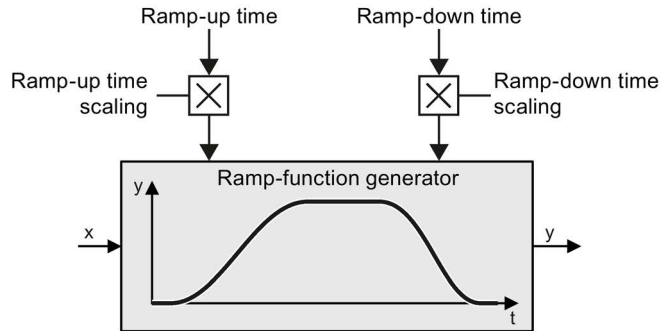 Ramp-up time
Ramp-down time
Ramp-up time
scaling
Ramp-down time
scaling
Ramp-function generator
y
x
y
t